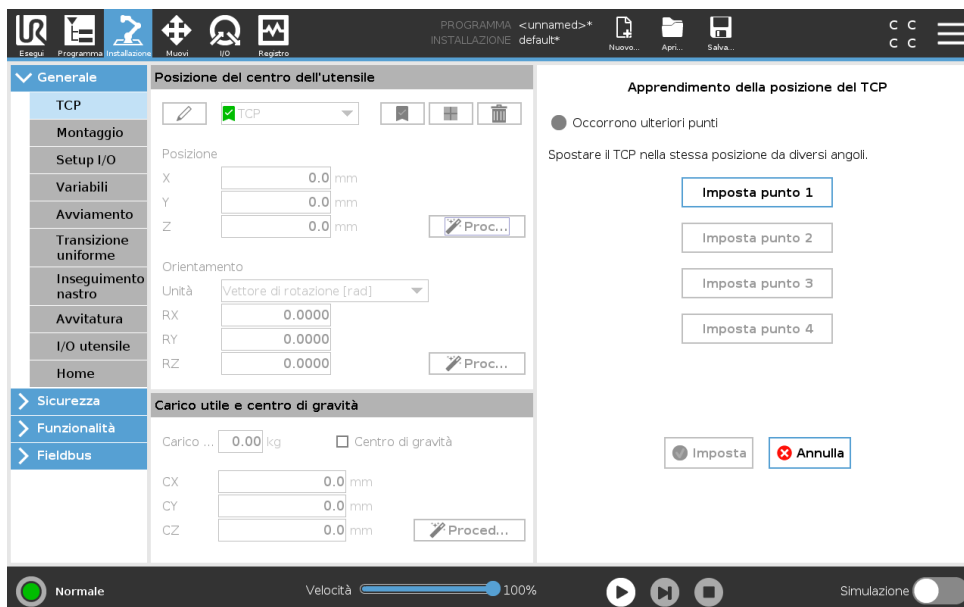 UR
PROGRAMMA <unnamed>*
INSTALLAZIONE default*
C C
C C
Esegui Programma Installazione Muovi I/O Registro Nuovo... Apri... Salva...
Generale
TCP
Montaggio
Setup I/O
Variabili
Avviamento
Transizione
uniforme
Inseguimento
nastro
Avvitatura
I/O utensile
Home
Sicurezza
Funzionalità
Fieldbus
Posizione del centro dell'utensile
TCP
Posizione
X 0.0 mm
Y 0.0 mm
Z 0.0 mm Proc...
Orientamento
Unità Vettore di rotazione [rad]
RX 0.0000
RY 0.0000
RZ 0.0000 Proc...
Carico utile e centro di gravità
Carico ... 0.00 kg Centro di gravità
CX 0.0 mm
CY 0.0 mm
CZ 0.0 mm Proced...
Apprendimento della posizione del TCP
Occorrono ulteriori punti
Spostare il TCP nella stessa posizione da diversi angoli.
Imposta punto 1
Imposta punto 2
Imposta punto 3
Imposta punto 4
Imposta Annulla
Normale Velocità 100% Simulazione